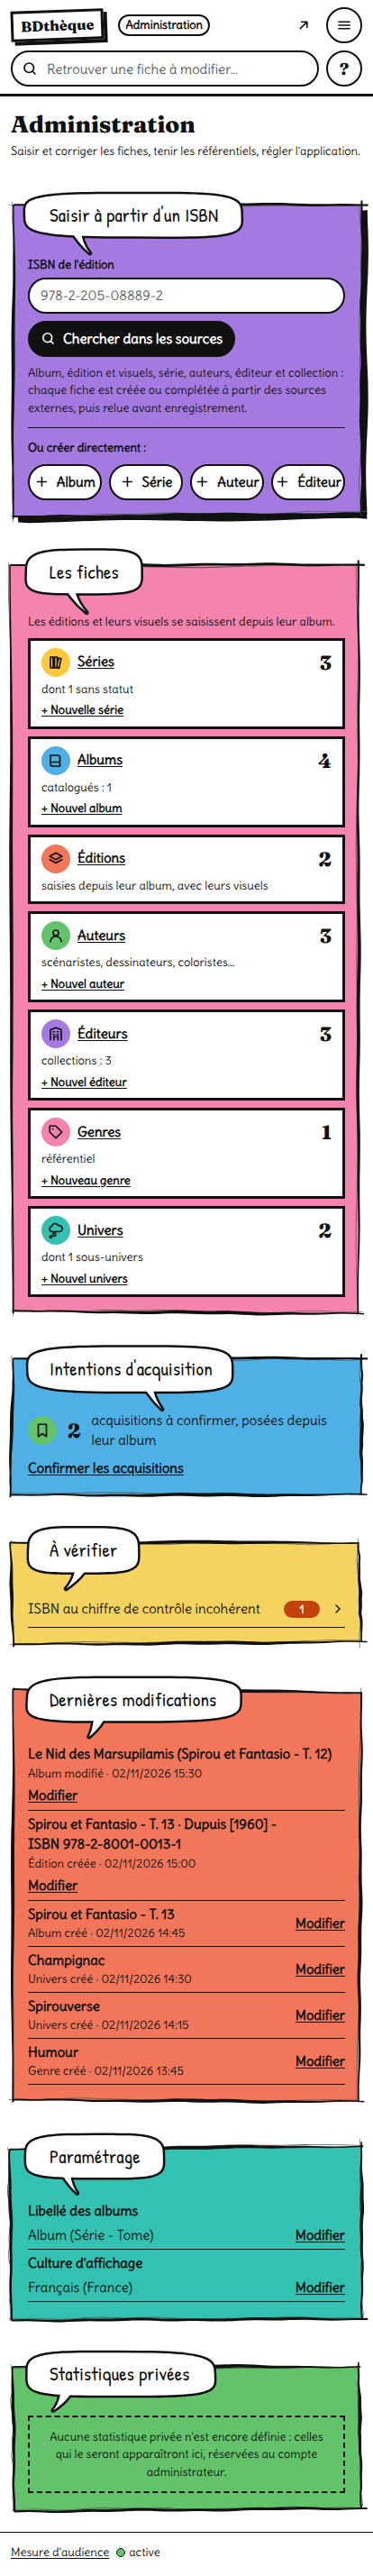 BDthèque
Administration
Retrouver une fiche à modifier...
?
Administration
Saisir et corriger les fiches, tenir les référentiels, régler l'application.
Saisir à partir d'un ISBN
ISBN de l'édition
978-2-205-08889-2
Chercher dans les sources
Album, édition et visuels, série, auteurs, éditeur et collection :
chaque fiche est créée ou complétée à partir des sources
externes, puis relue avant enregistrement.
Ou créer directement :
+ Album
+ Série
+ Auteur
+ Éditeur
Les fiches
Les éditions et leurs visuels se saisissent depuis leur album.
Séries 3
dont 1 sans statut
+ Nouvelle série
Albums 4
catalogués : 1
+ Nouvel album
Éditions 2
saisies depuis leur album, avec leurs visuels
Auteurs 3
scénaristes, dessinateurs, coloristes...
+ Nouvel auteur
Éditeurs 3
collections : 3
+ Nouvel éditeur
Genres 1
référentiel
+ Nouveau genre
Univers 2
dont 1 sous-univers
+ Nouvel univers
Intentions d'acquisition
2 acquisitions à confirmer, posées depuis
leur album
Confirmer les acquisitions
À vérifier
ISBN au chiffre de contrôle incohérent 1
Dernières modifications
Le Nid des Marsupilamis (Spirou et Fantasio - T. 12)
Album modifié · 02/11/2026 15:30
Modifier
Spirou et Fantasio - T. 13 · Dupuis [1960] -
ISBN 978-2-8001-0013-1
Édition créée · 02/11/2026 15:00
Modifier
Spirou et Fantasio - T. 13
Album créé · 02/11/2026 14:45
Modifier
Champignac
Univers créé · 02/11/2026 14:30
Modifier
Spirouverse
Univers créé · 02/11/2026 14:15
Modifier
Humour
Genre créé · 02/11/2026 13:45
Modifier
Paramétrage
Libellé des albums
Album (Série - Tome) Modifier
Culture d'affichage
Français (France) Modifier
Statistiques privées
Aucune statistique privée n'est encore définie : celles
qui le seront apparaîtront ici, réservées au compte
administrateur.
Mesure d'audience active